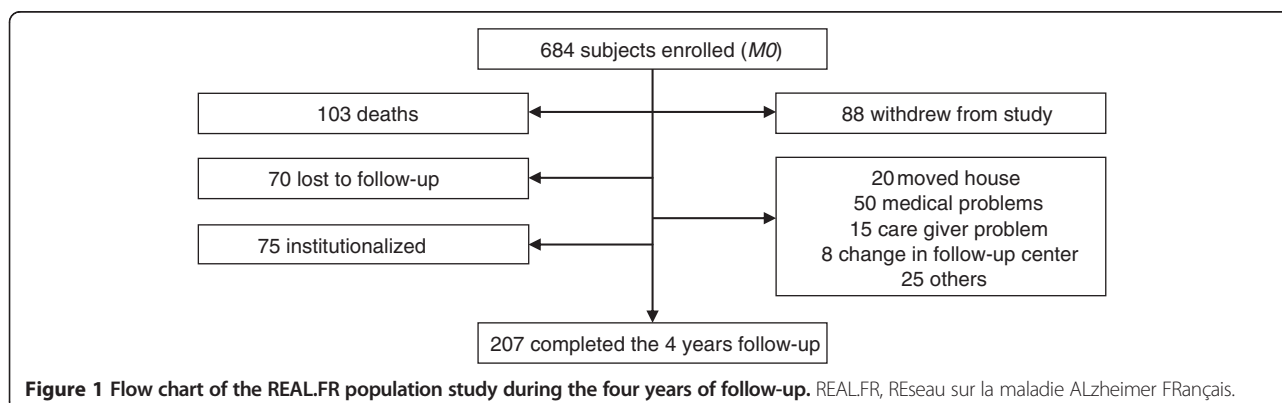 684 subjects enrolled (M0)
103 deaths
88 withdrew from study
70 lost to follow-up
20 moved house
50 medical problems
15 care giver problem
8 change in follow-up center
25 others
75 institutionalized
207 completed the 4 years follow-up
Figure 1 Flow chart of the REAL.FR population study during the four years of follow-up. REAL.FR, REseau sur la maladie ALzheimer FRançais.